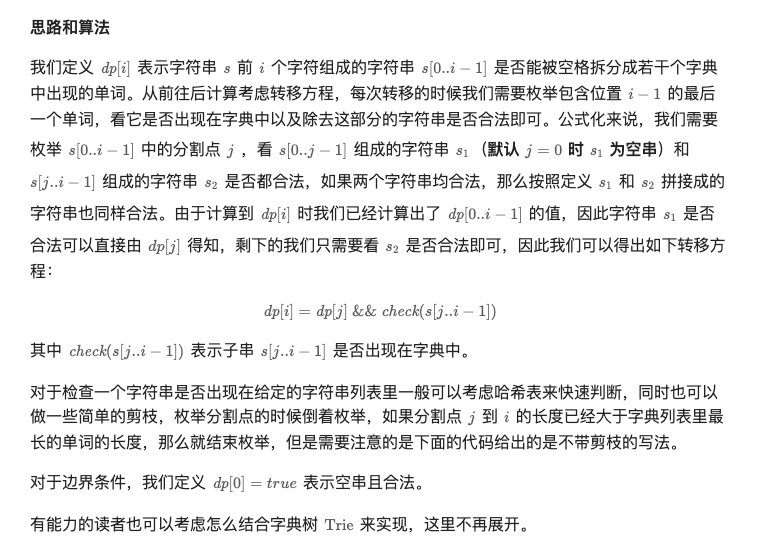 思路和算法
我们定义 dp[i] 表示字符串 s 前 i 个字符组成的字符串 s[0..i − 1] 是否能被空格拆分成若干个字典
中出现的单词。从前往后计算考虑转移方程，每次转移的时候我们需要枚举包含位置 i − 1 的最后
一个单词，看它是否出现在字典中以及除去这部分的字符串是否合法即可。公式化来说，我们需要
枚举 s[0..i − 1] 中的分割点 j ，看 s[0..j − 1] 组成的字符串 s₁ （默认 j = 0 时 s₁ 为空串）和
s[j..i − 1] 组成的字符串 s₂ 是否都合法，如果两个字符串均合法，那么按照定义 s₁ 和 s₂ 拼接成的
字符串也同样合法。由于计算到 dp[i] 时我们已经计算出了 dp[0..i − 1] 的值，因此字符串 s₁ 是否
合法可以直接由 dp[j] 得知，剩下的我们只需要看 s₂ 是否合法即可，因此我们可以得出如下转移方
程：
dp[i] = dp[j] && check(s[j..i − 1])
其中 check(s[j..i − 1]) 表示子串 s[j..i − 1] 是否出现在字典中。
对于检查一个字符串是否出现在给定的字符串列表里一般可以考虑哈希表来快速判断，同时也可以
做一些简单的剪枝，枚举分割点的时候倒着枚举，如果分割点 j 到 i 的长度已经大于字典列表里最
长的单词的长度，那么就结束枚举，但是需要注意的是下面的代码给出的是不带剪枝的写法。
对于边界条件，我们定义 dp[0] = true 表示空串且合法。
有能力的读者也可以考虑怎么结合字典树 Trie 来实现，这里不再展开。